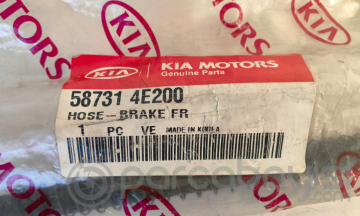 KIA MOTORS
KIA
KIA MOTORS
Genuine Parts
58731 4E200
HOSE-BRAKE FR
1 PC VE MADE IN KOREA
KIA